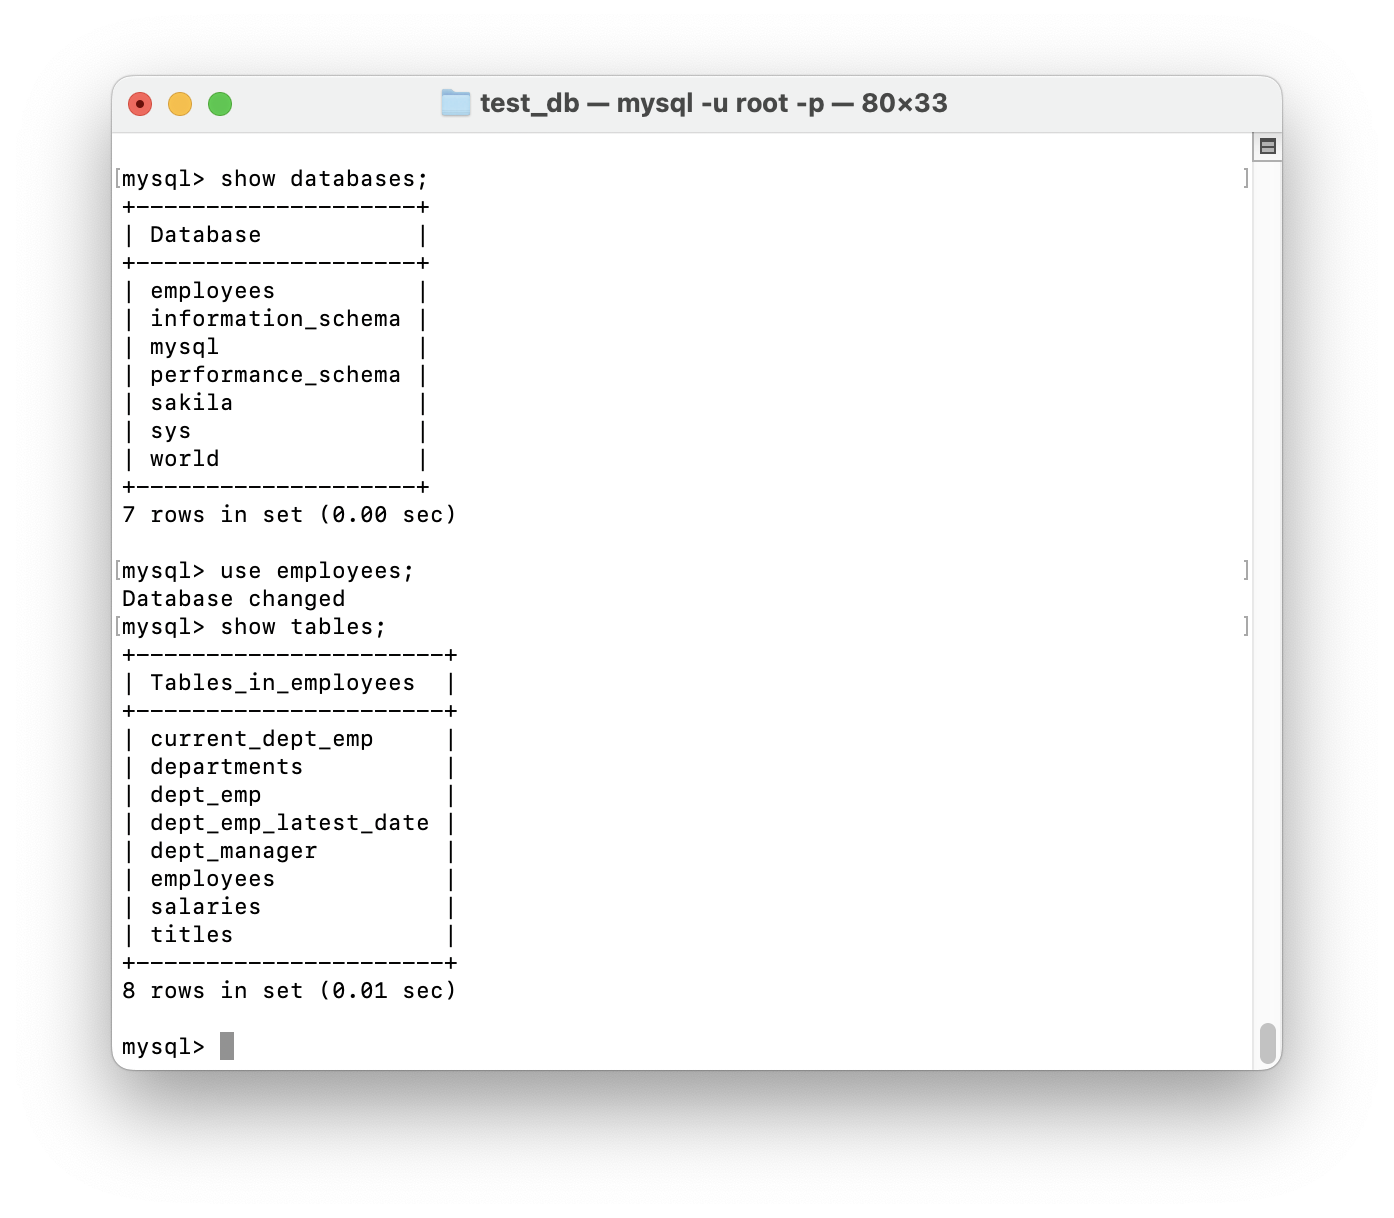 test_db — mysql -u root -p — 80×33
mysql> show databases;
+--------------------+
| Database           |
+--------------------+
| employees          |
| information_schema |
| mysql              |
| performance_schema |
| sakila             |
| sys                |
| world              |
+--------------------+
7 rows in set (0.00 sec)
mysql> use employees;
Database changed
mysql> show tables;
+----------------------+
| Tables_in_employees  |
+----------------------+
| current_dept_emp     |
| departments          |
| dept_emp             |
| dept_emp_latest_date |
| dept_manager         |
| employees            |
| salaries             |
| titles               |
+----------------------+
8 rows in set (0.01 sec)
mysql>